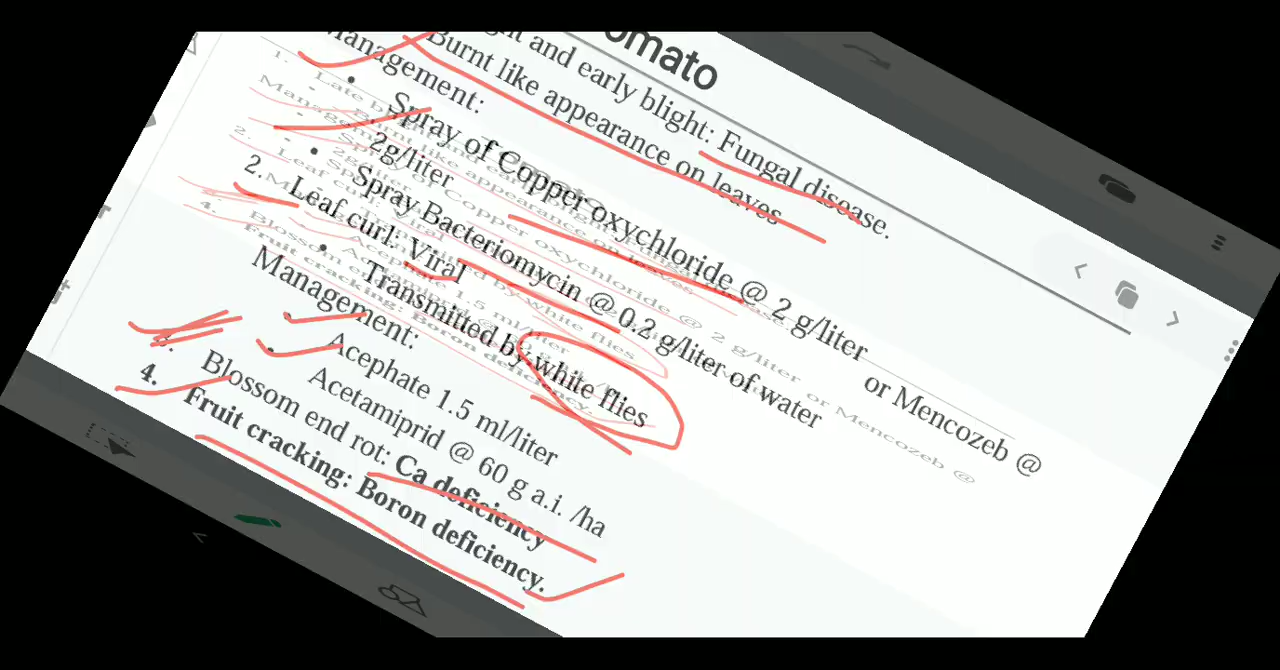 omato
ght and early blight: Fungal disease.
Burnt like appearance on leaves
Management:
Spray of Copper oxychloride @ 2 g/liter or Mencozeb @
2g/liter
Spray Bacteriomycin @ 0.2 g/liter of water
2. Leaf curl: Viral
Transmitted by white flies
Management:
Acephate 1.5 ml/liter
Acetamiprid @ 60 g a.i. /ha
Blossom end rot: Ca deficiency
4. Fruit cracking: Boron deficiency.